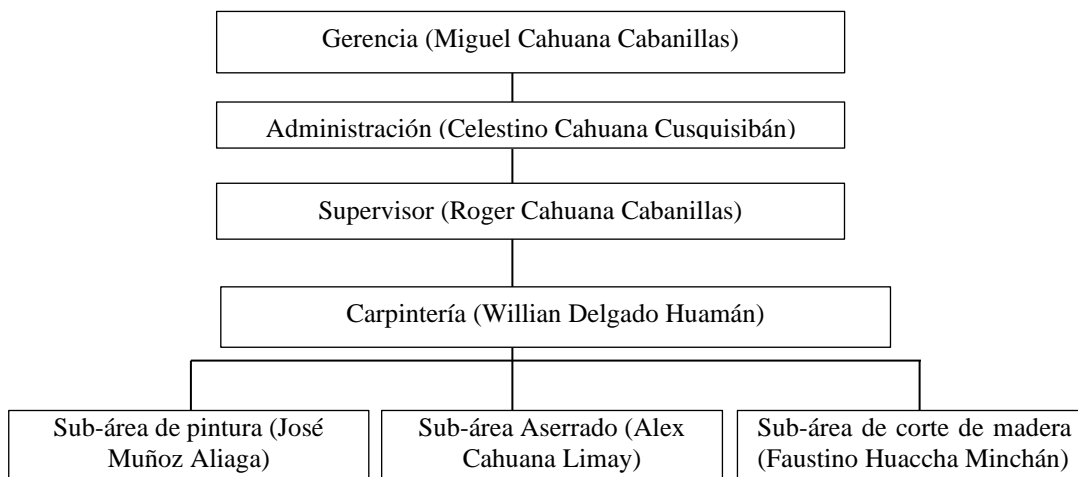 Gerencia (Miguel Cahuana Cabanillas)
Administración (Celestino Cahuana Cusquisibán)
Supervisor (Roger Cahuana Cabanillas)
Carpintería (Willian Delgado Huamán)
Sub-área de pintura (José
Muñoz Aliaga)
Sub-área Aserrado (Alex
Cahuana Limay)
Sub-área de corte de madera
(Faustino Huaccha Minchán)